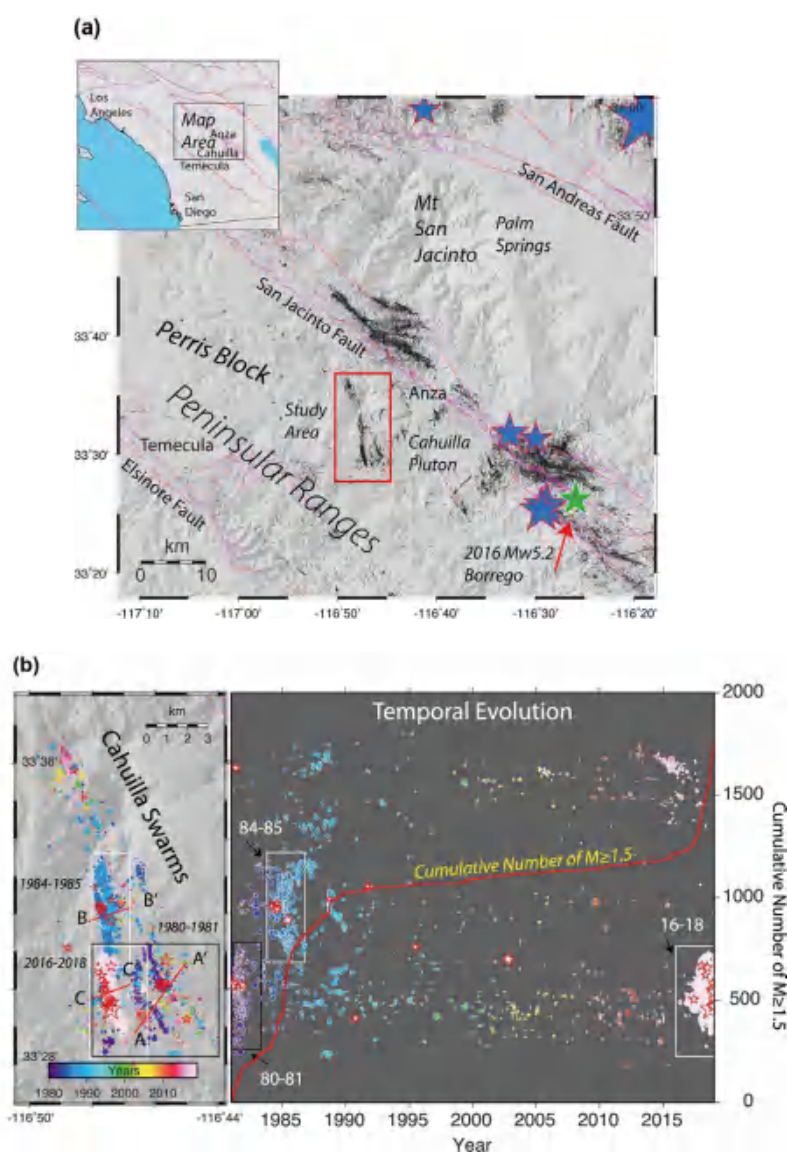 (a)
Los
Angeles
Map
Area
Anza
Cahuilla
Temecula
San
Diego
San Andreas Fault
33°50'
Mt
San
Jacinto
Palm
Springs
San Jacinto Fault
33°40'
Perris Block
Anza
Study
Area
Peninsular Ranges
Cahuilla
Pluton
Temecula
33°30'
Elsinore Fault
2016 Mw5.2
Borrego
km
0 10
33°20'
-117°10' -117°00' -116°50' -116°40' -116°30' -116°20'
(b)
km
0 1 2 3
Cahuilla Swarms
33°38'
1984-1985
B B'
1980-1981
2016-2018
A'
C C'
A
33°28'
Years
1980 1990 2000 2010
-116°50' -116°44'
Temporal Evolution
84-85
Cumulative Number of M≥1.5
16-18
80-81
2000
1500
1000
500
0
Cumulative Number of M≥1.5
1985 1990 1995 2000 2005 2010 2015
Year